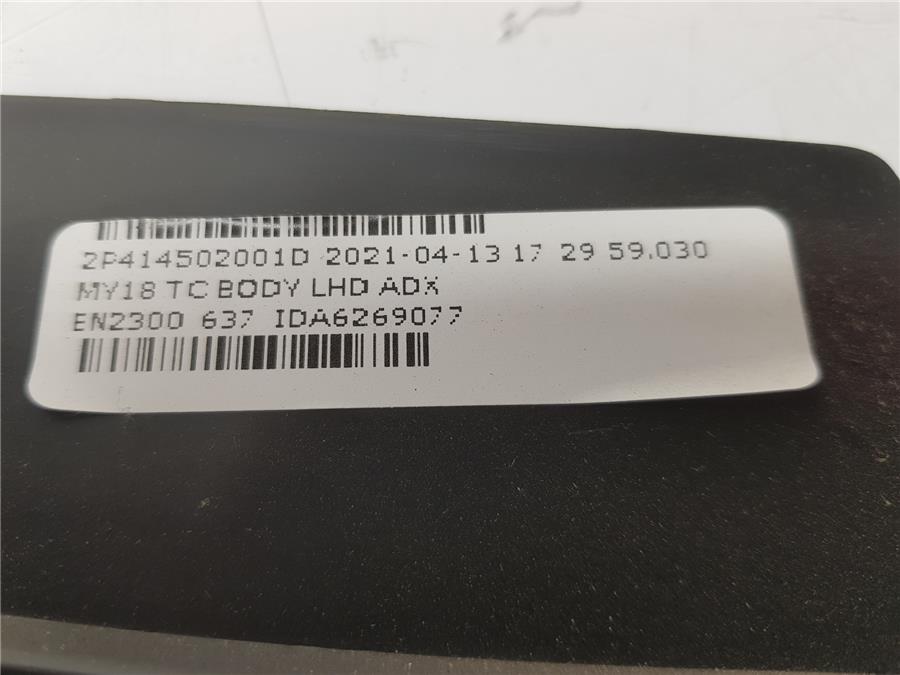 2P414502001D 2021-04-13 17 29 59.030
MY18 TC BODY LHD ADX
EN2300 637 IDA6269077